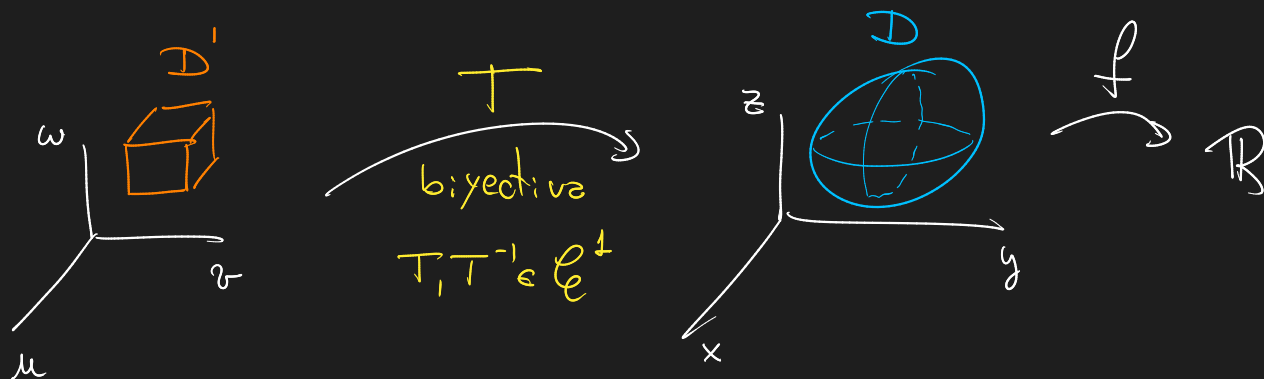 D'
T
D
f
z
ω
biyectiva
ℝ
T, T⁻¹ ∈ 𝒞¹
v
y
x
u